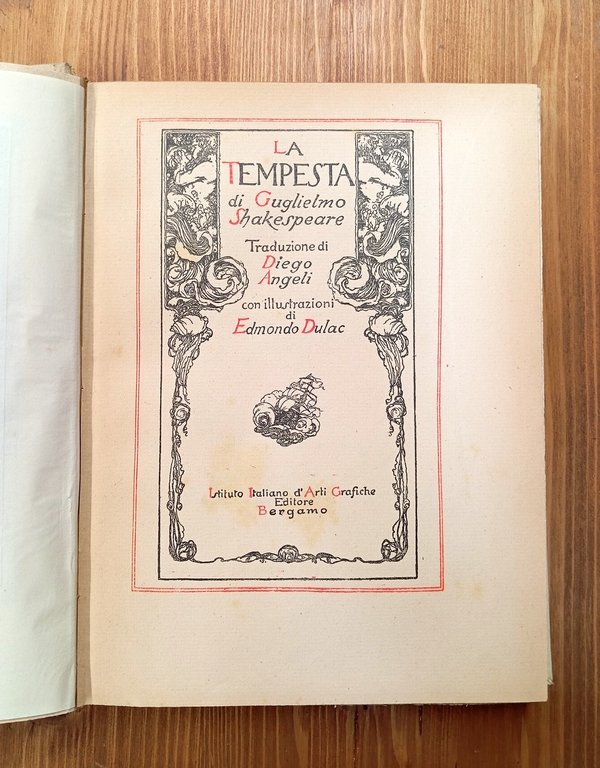 LA
TEMPESTA
di Guglielmo
Shakespeare
Traduzione di
Diego
Angeli
con illustrazioni
di
Edmondo Dulac
Istituto Italiano d'Arti Grafiche
Editore
Bergamo